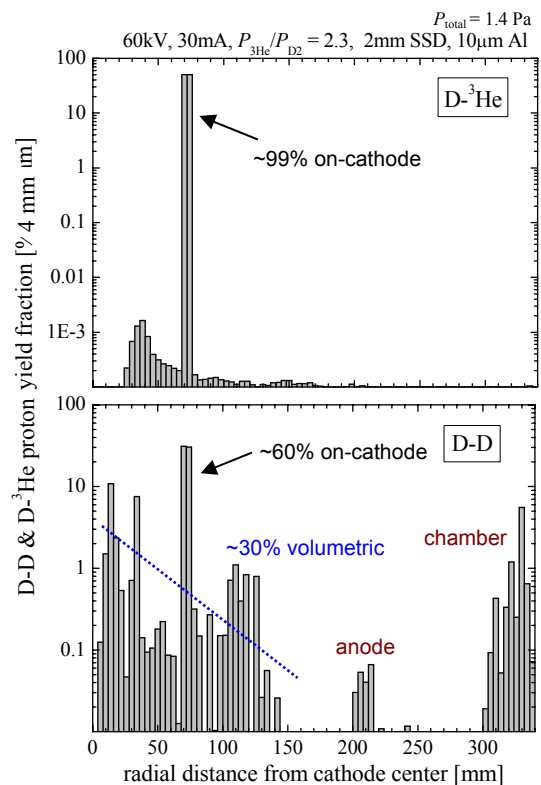 P_total = 1.4 Pa
60kV, 30mA, P_3He/P_D2 = 2.3, 2mm SSD, 10μm Al
D-D & D-³He proton yield fraction [% 4 mm um]
100
10
1
0.1
0.01
1E-3
D-³He
~99% on-cathode
100
10
1
0.1
D-D
~60% on-cathode
~30% volumetric
chamber
anode
0 50 100 150 200 250 300
radial distance from cathode center [mm]